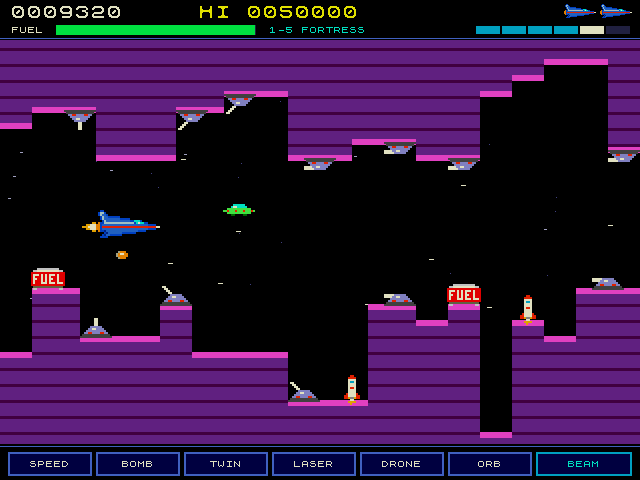 0009320 HI 0050000
FUEL 1-5 FORTRESS
FUEL
FUEL
SPEED BOMB TWIN LASER DRONE ORB BEAM